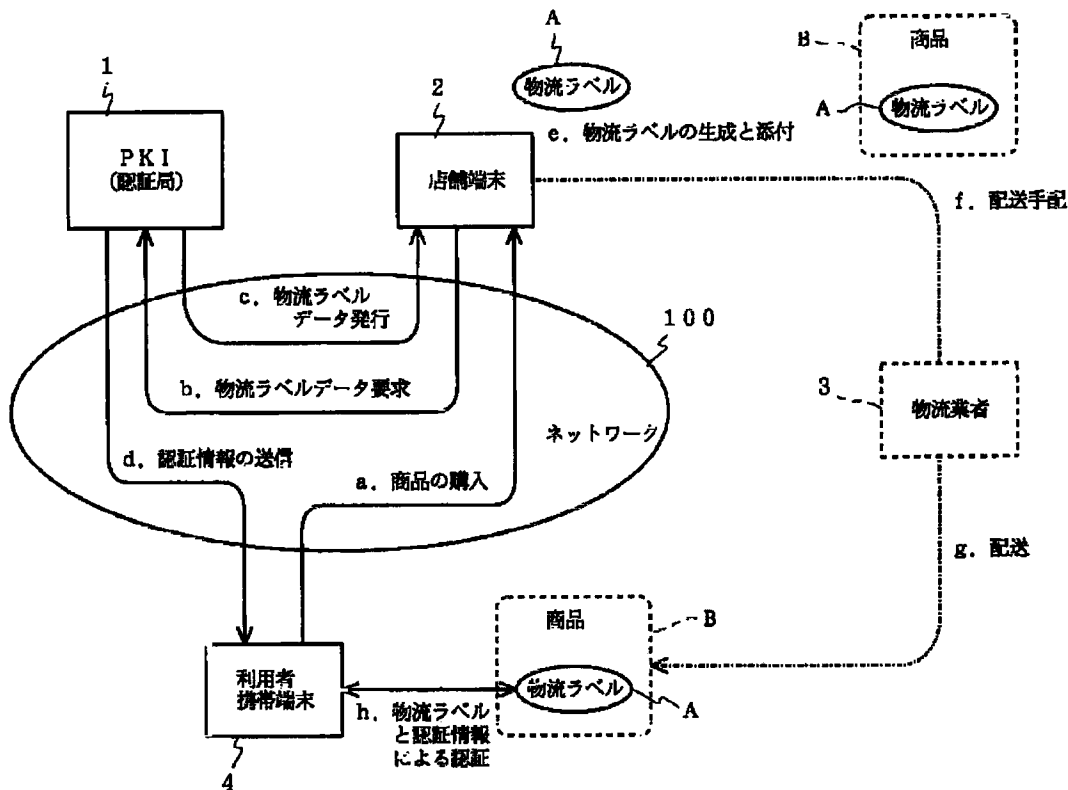 A
物流ラベル
B
商品
A
物流ラベル
1
PKI
(認証局)
2
店舗端末
e. 物流ラベルの生成と添付
f. 配送手配
c. 物流ラベル
データ発行
100
b. 物流ラベルデータ要求
ネットワーク
3
物流業者
d. 認証情報の送信
a. 商品の購入
g. 配送
商品
B
利用者
携帯端末
物流ラベル
A
h. 物流ラベル
と認証情報
による認証
4